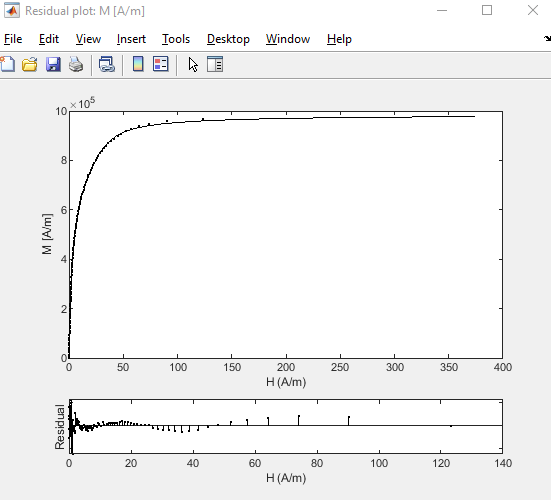 Residual plot: M [A/m]
File Edit View Insert Tools Desktop Window Help
×10^5
10
8
6
4
2
0
M [A/m]
0 50 100 150 200 250 300 350 400
H (A/m)
Residual
0 20 40 60 80 100 120 140
H (A/m)